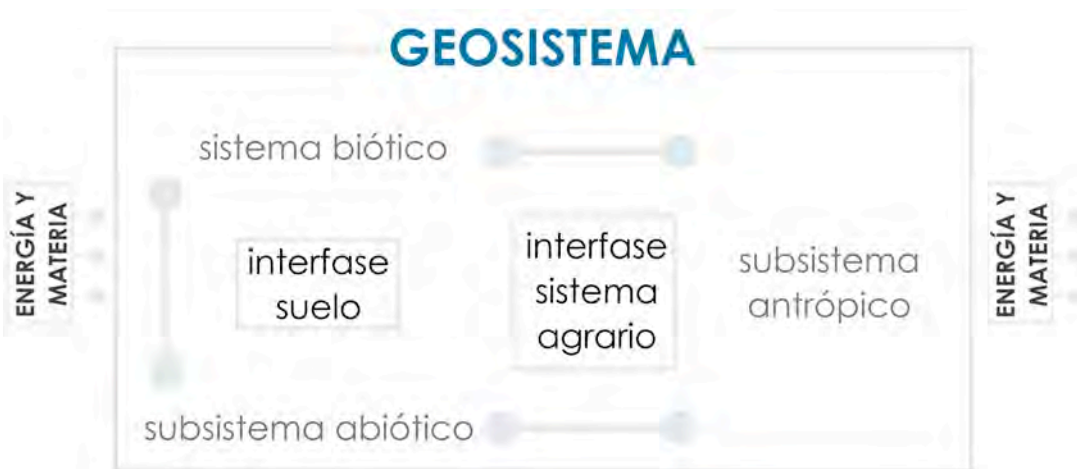 GEOSISTEMA
sistema biótico
ENERGÍA Y
MATERIA
interfase
suelo
interfase
sistema
agrario
subsistema
antrópico
ENERGÍA Y
MATERIA
subsistema abiótico